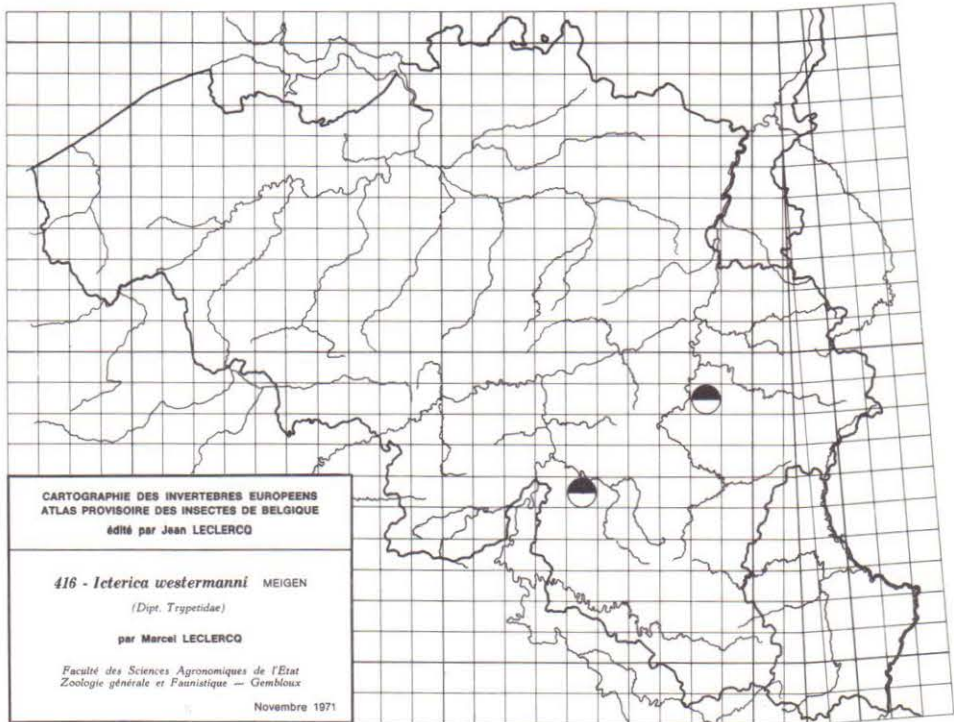 CARTOGRAPHIE DES INVERTEBRES EUROPEENS
ATLAS PROVISOIRE DES INSECTES DE BELGIQUE
édité par Jean LECLERCQ
416 - Icterica westermanni MEIGEN
(Dipt. Trypetidae)
par Marcel LECLERCQ
Faculté des Sciences Agronomiques de l'Etat
Zoologie générale et Faunistique — Gembloux
Novembre 1971